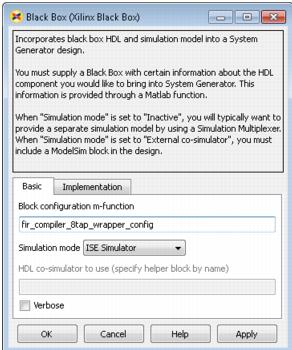 Black Box (Xilinx Black Box)
Incorporates black box HDL and simulation model into a System
Generator design.
You must supply a Black Box with certain information about the HDL
component you would like to bring into System Generator. This
information is provided through a Matlab function.
When "Simulation mode" is set to "Inactive", you will typically want to
provide a separate simulation model by using a Simulation Multiplexer.
When "Simulation mode" is set to "External co-simulator", you must
include a ModelSim block in the design.
Basic Implementation
Block configuration m-function
fir_compiler_8tap_wrapper_config
Simulation mode ISE Simulator
HDL co-simulator to use (specify helper block by name)
Verbose
OK Cancel Help Apply